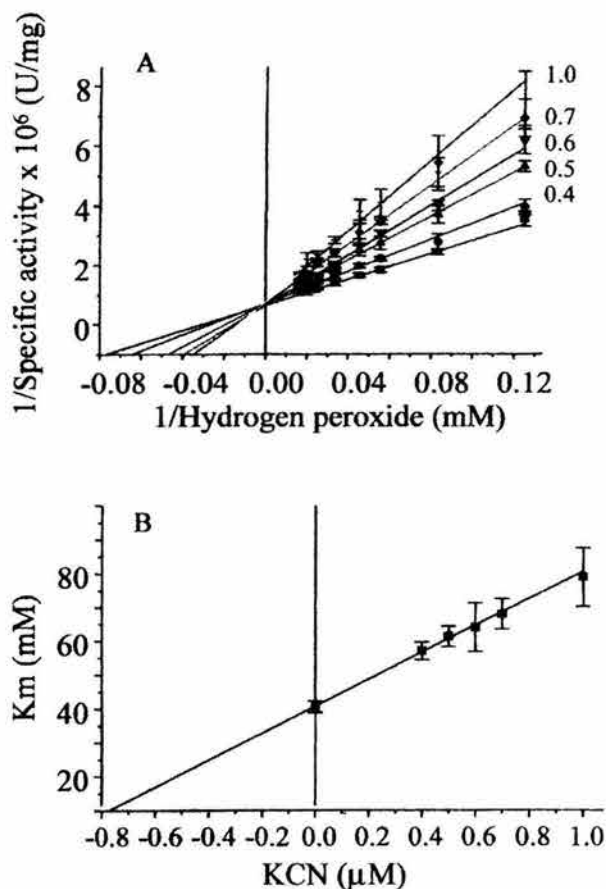 A
1/Specific activity x 10⁶ (U/mg)
8
6
4
2
0
1.0
0.7
0.6
0.5
0.4
-0.08 -0.04 0.00 0.04 0.08 0.12
1/Hydrogen peroxide (mM)
B
Km (mM)
80
60
40
20
-0.8 -0.6 -0.4 -0.2 0.0 0.2 0.4 0.6 0.8 1.0
KCN (μM)